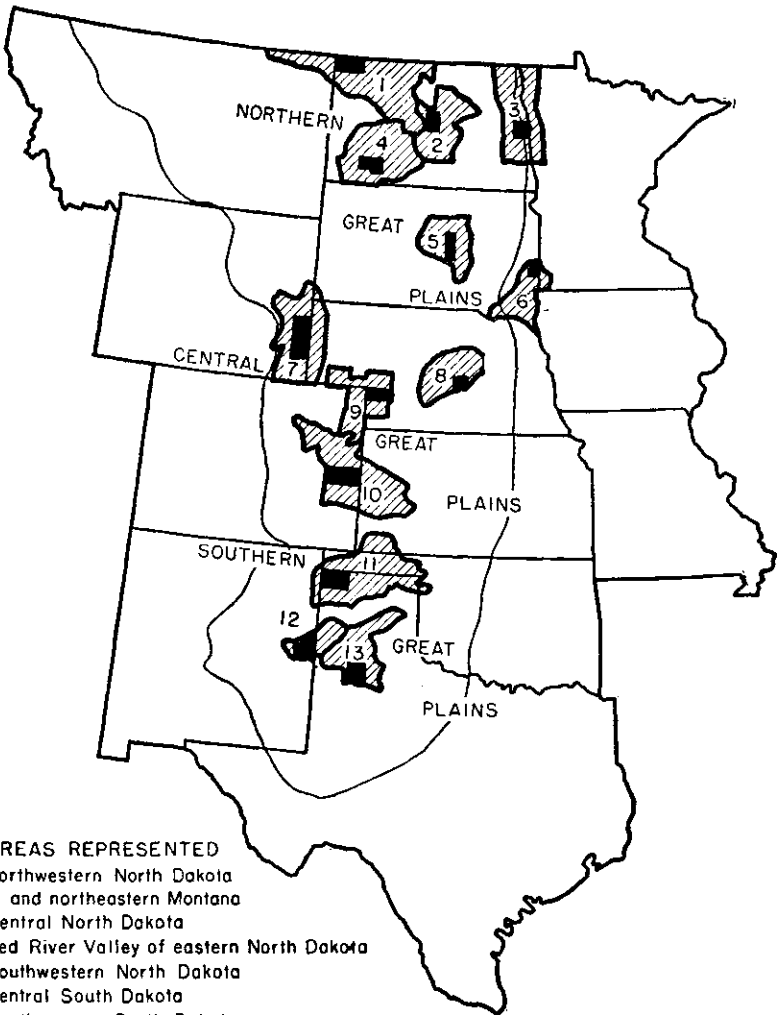 NORTHERN
1
2
3
4
GREAT
5
PLAINS
6
CENTRAL
7
8
9
GREAT
10
PLAINS
SOUTHERN
11
12
13
GREAT
PLAINS
REAS REPRESENTED
orthwestern North Dakota
and northeastern Montana
entral North Dakota
ed River Valley of eastern North Dakota
outhwestern North Dakota
entral South Dakota